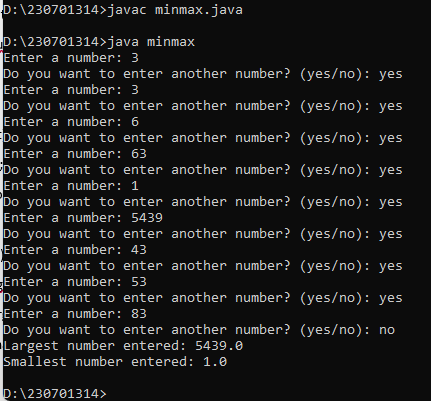 D:\230701314>javac minmax.java
D:\230701314>java minmax
Enter a number: 3
Do you want to enter another number? (yes/no): yes
Enter a number: 3
Do you want to enter another number? (yes/no): yes
Enter a number: 6
Do you want to enter another number? (yes/no): yes
Enter a number: 63
Do you want to enter another number? (yes/no): yes
Enter a number: 1
Do you want to enter another number? (yes/no): yes
Enter a number: 5439
Do you want to enter another number? (yes/no): yes
Enter a number: 43
Do you want to enter another number? (yes/no): yes
Enter a number: 53
Do you want to enter another number? (yes/no): yes
Enter a number: 83
Do you want to enter another number? (yes/no): no
Largest number entered: 5439.0
Smallest number entered: 1.0
D:\230701314>